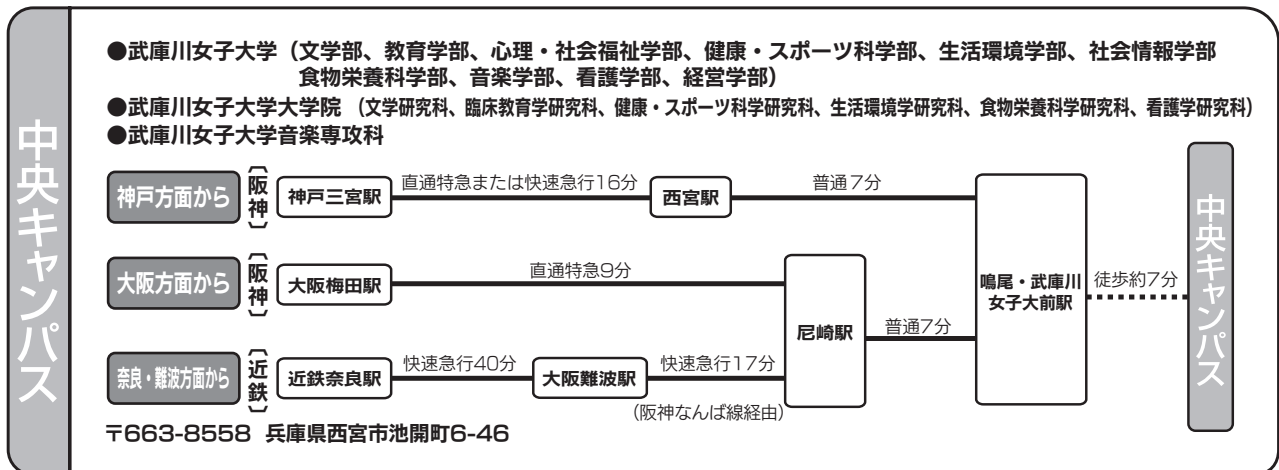 中央キャンパス
●武庫川女子大学（文学部、教育学部、心理・社会福祉学部、健康・スポーツ科学部、生活環境学部、社会情報学部
食物栄養科学部、音楽学部、看護学部、経営学部）
●武庫川女子大学大学院（文学研究科、臨床教育学研究科、健康・スポーツ科学研究科、生活環境学研究科、食物栄養科学研究科、看護学研究科）
●武庫川女子大学音楽専攻科
神戸方面から
〔阪神〕
神戸三宮駅
直通特急または快速急行16分
西宮駅
普通7分
大阪方面から
〔阪神〕
大阪梅田駅
直通特急9分
尼崎駅
普通7分
鳴尾・武庫川
女子大前駅
徒歩約7分
中央キャンパス
奈良・難波方面から
〔近鉄〕
近鉄奈良駅
快速急行40分
大阪難波駅
快速急行17分
（阪神なんば線経由）
〒663-8558 兵庫県西宮市池開町6-46